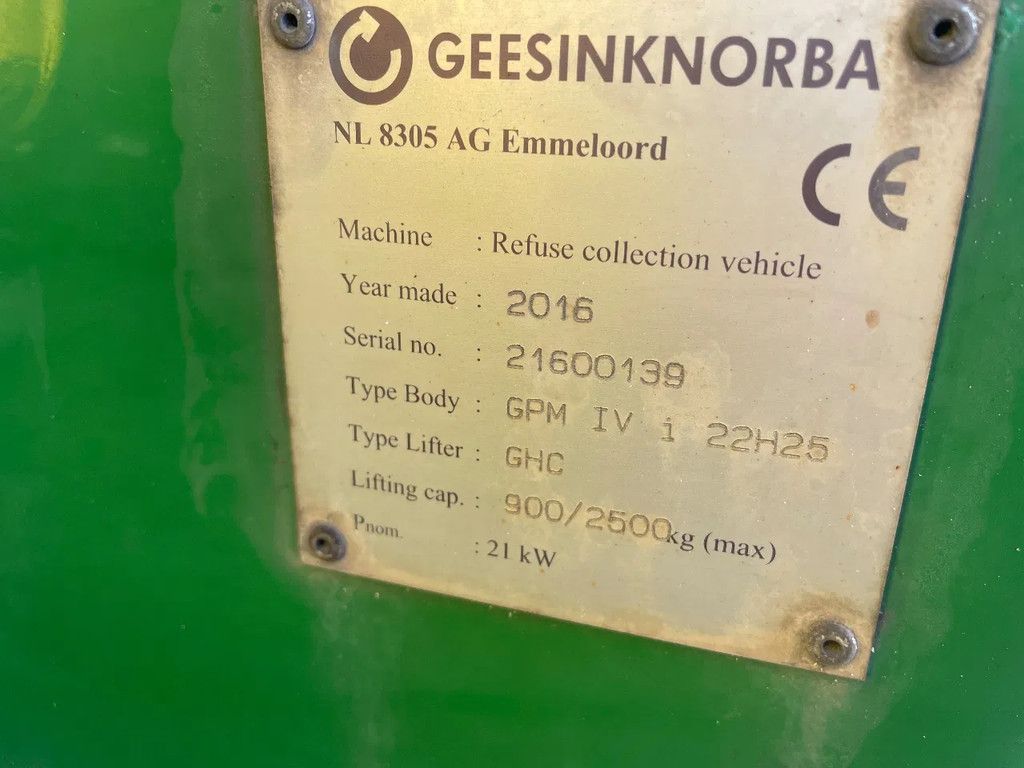 GEESINKNORBA
NL 8305 AG Emmeloord
CE
Machine : Refuse collection vehicle
Year made : 2016
Serial no. : 21600139
Type Body : GPM IV i 22H25
Type Lifter : GHC
Lifting cap. : 900/2500kg (max)
Pnom. : 21 kW